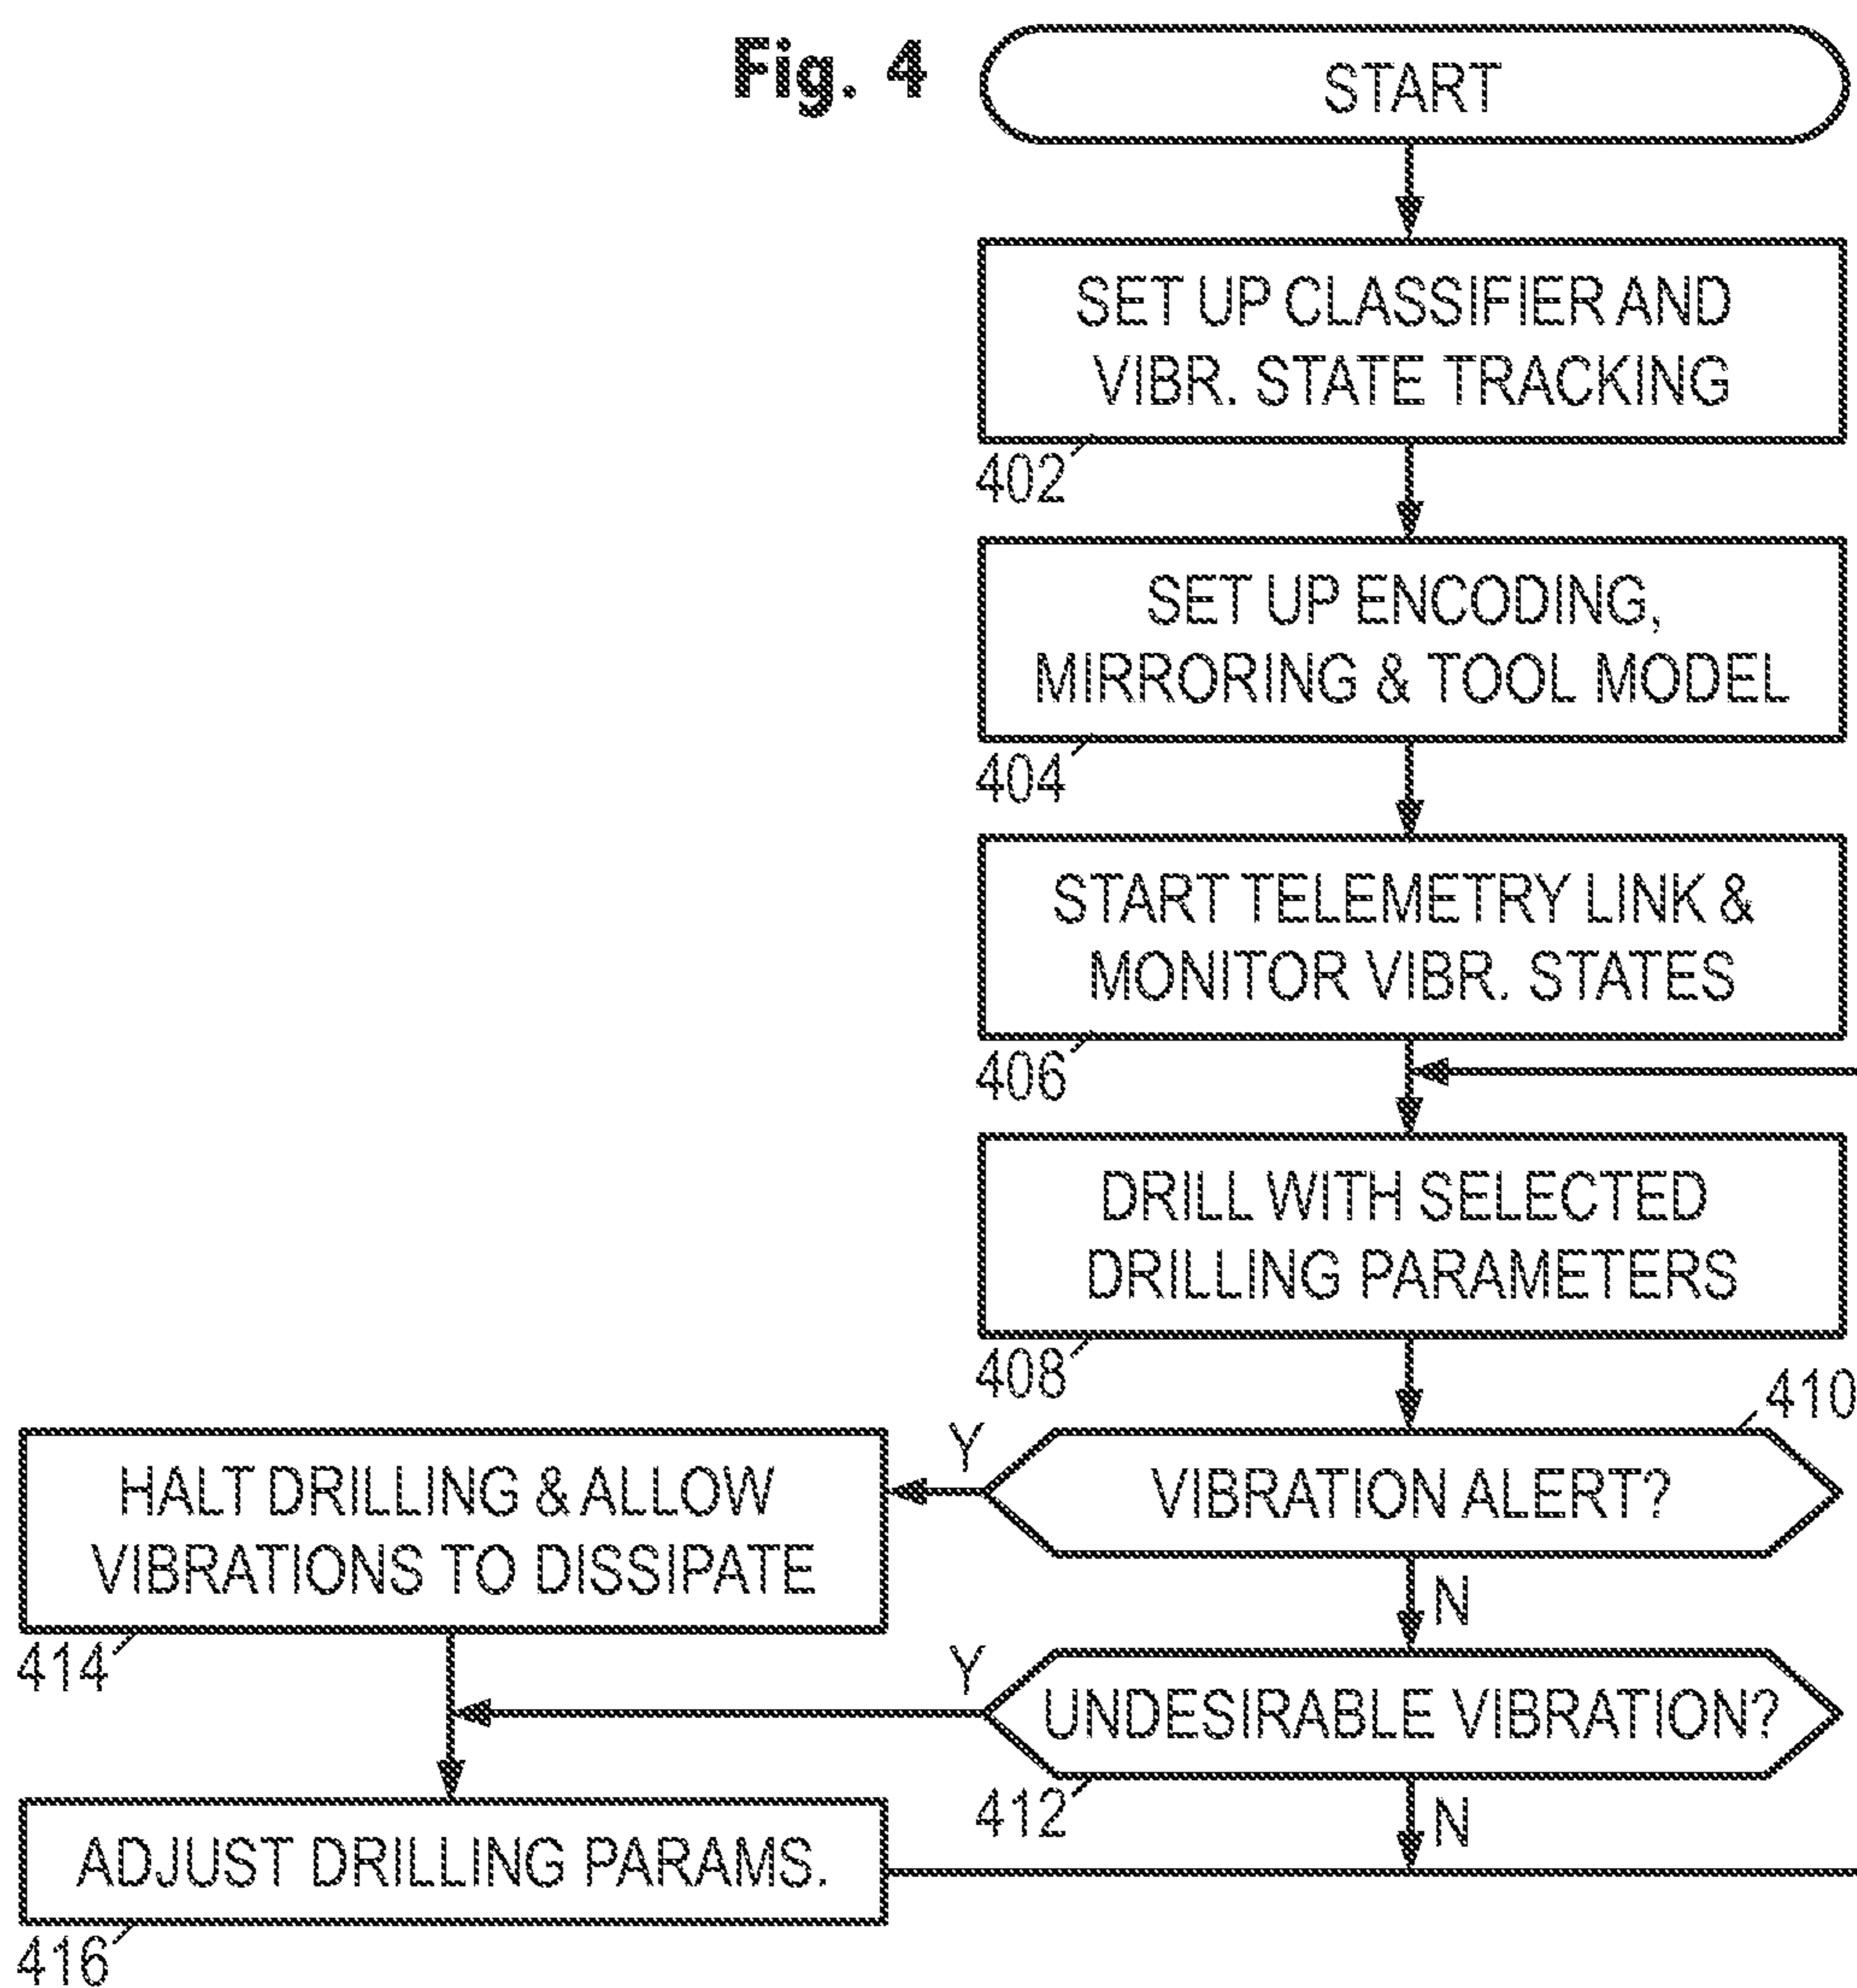 Fig. 4
START
SET UP CLASSIFIER AND
VIBR. STATE TRACKING
402
SET UP ENCODING,
MIRRORING & TOOL MODEL
404
START TELEMETRY LINK &
MONITOR VIBR. STATES
406
DRILL WITH SELECTED
DRILLING PARAMETERS
408
410
VIBRATION ALERT?
Y
N
HALT DRILLING & ALLOW
VIBRATIONS TO DISSIPATE
414
UNDESIRABLE VIBRATION?
Y
412
N
ADJUST DRILLING PARAMS.
416